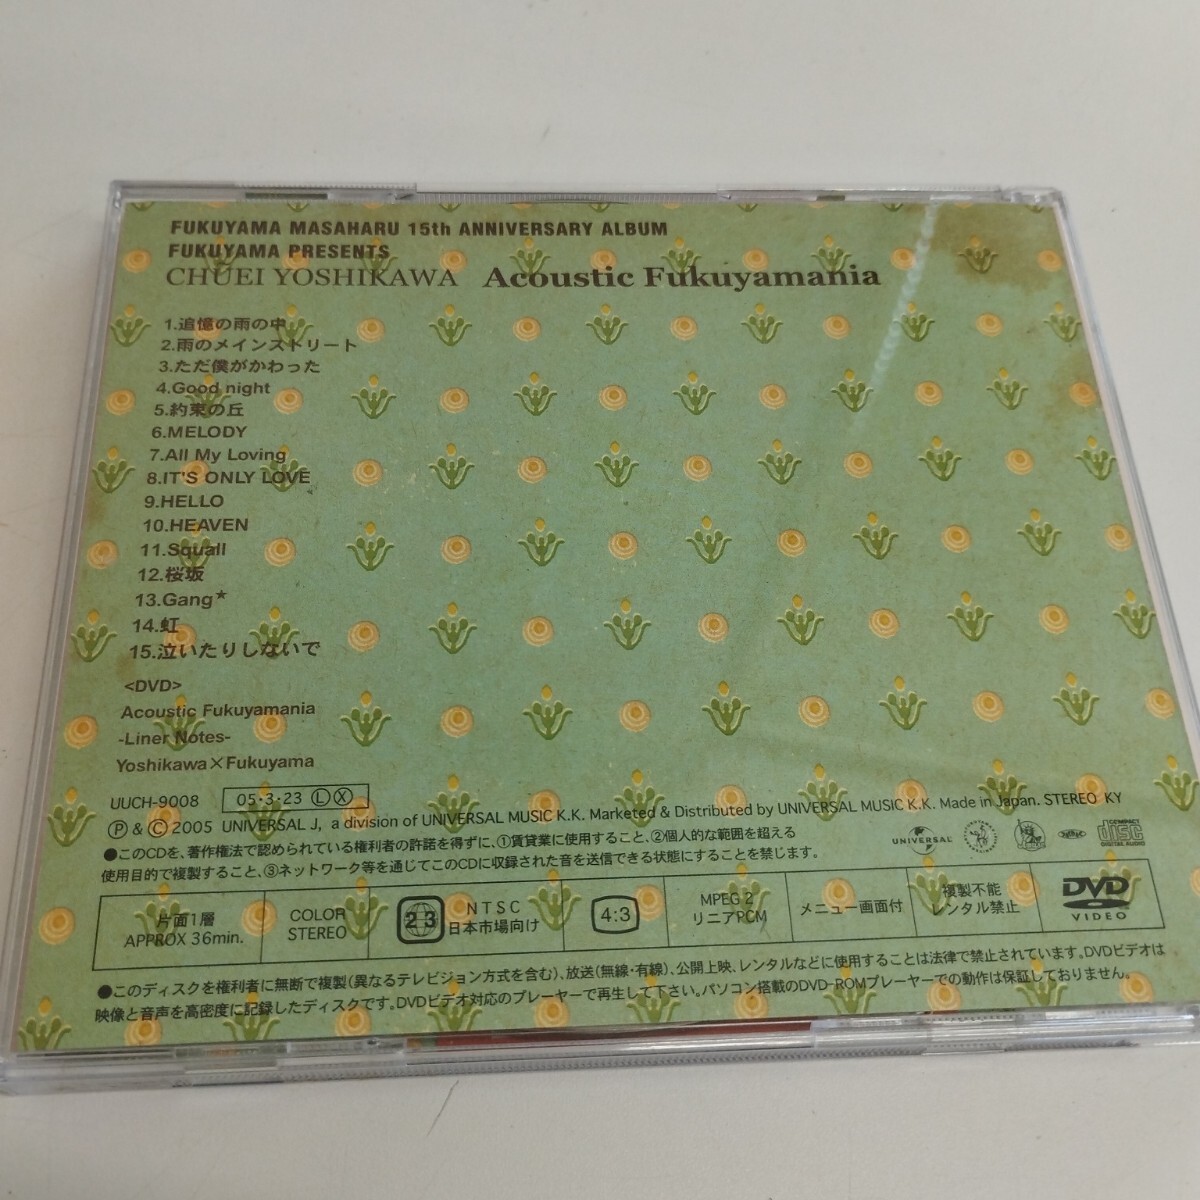 FUKUYAMA MASAHARU 15th ANNIVERSARY ALBUM
FUKUYAMA PRESENTS
CHUEI YOSHIKAWA Acoustic Fukuyamania
1.追憶の雨の中
2.雨のメインストリート
3.ただ僕がかわった
4.Good night
5.約束の丘
6.MELODY
7.All My Loving
8.IT'S ONLY LOVE
9.HELLO
10.HEAVEN
11.Squall
12.桜坂
13.Gang★
14.虹
15.泣いたりしないで
<DVD>
Acoustic Fukuyamania
-Liner Notes-
Yoshikawa×Fukuyama
UUCH-9008 05・3・23 Ⓛ Ⓧ
Ⓟ & Ⓒ 2005 UNIVERSAL J, a division of UNIVERSAL MUSIC K.K. Marketed & Distributed by UNIVERSAL MUSIC K.K. Made in Japan. STEREO KY
●このCDを、著作権法で認められている権利者の許諾を得ずに、①賃貸業に使用すること、②個人的な範囲を超える
使用目的で複製すること、③ネットワーク等を通じてこのCDに収録された音を送信できる状態にすることを禁じます。
UNIVERSAL
COMPACT disc DIGITAL AUDIO
片面1層
APPROX 36min.
COLOR
STEREO
2 3
NTSC
日本市場向け
4:3
MPEG 2
リニアPCM
メニュー画面付
複製不能
レンタル禁止
DVD
VIDEO
●このディスクを権利者に無断で複製(異なるテレビジョン方式を含む)、放送(無線・有線)、公開上映、レンタルなどに使用することは法律で禁止されています。DVDビデオは
映像と音声を高密度に記録したディスクです。DVDビデオ対応のプレーヤーで再生して下さい。パソコン搭載のDVD-ROMプレーヤーでの動作は保証しておりません。